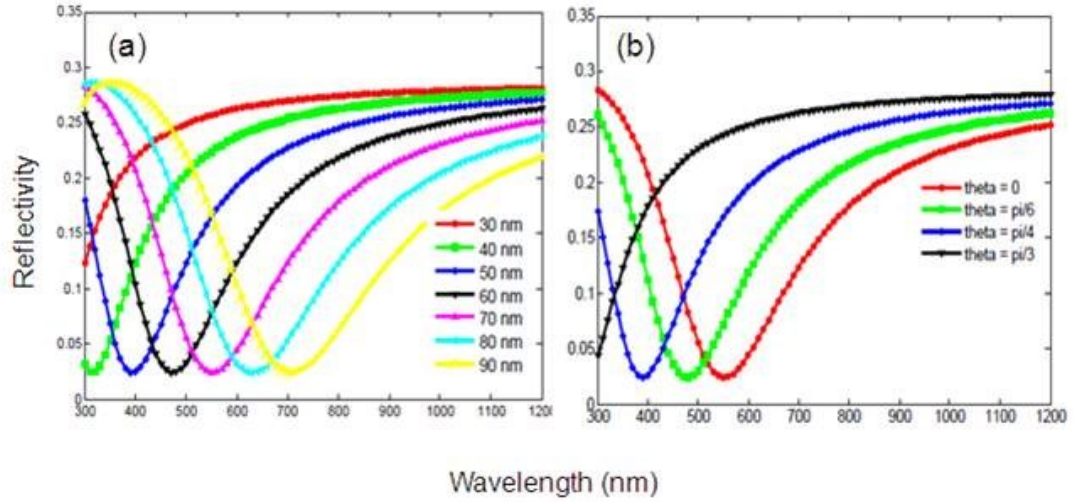 (a)
0.35
0.3
0.25
0.2
0.15
0.1
0.05
0
300 400 500 600 700 800 900 1000 1100 120
30 nm
40 nm
50 nm
60 nm
70 nm
80 nm
90 nm
Reflectivity
(b)
0.35
0.3
0.25
0.2
0.15
0.1
0.05
0
300 400 500 600 700 800 900 1000 1100 1200
theta = 0
theta = pi/6
theta = pi/4
theta = pi/3
Wavelength (nm)